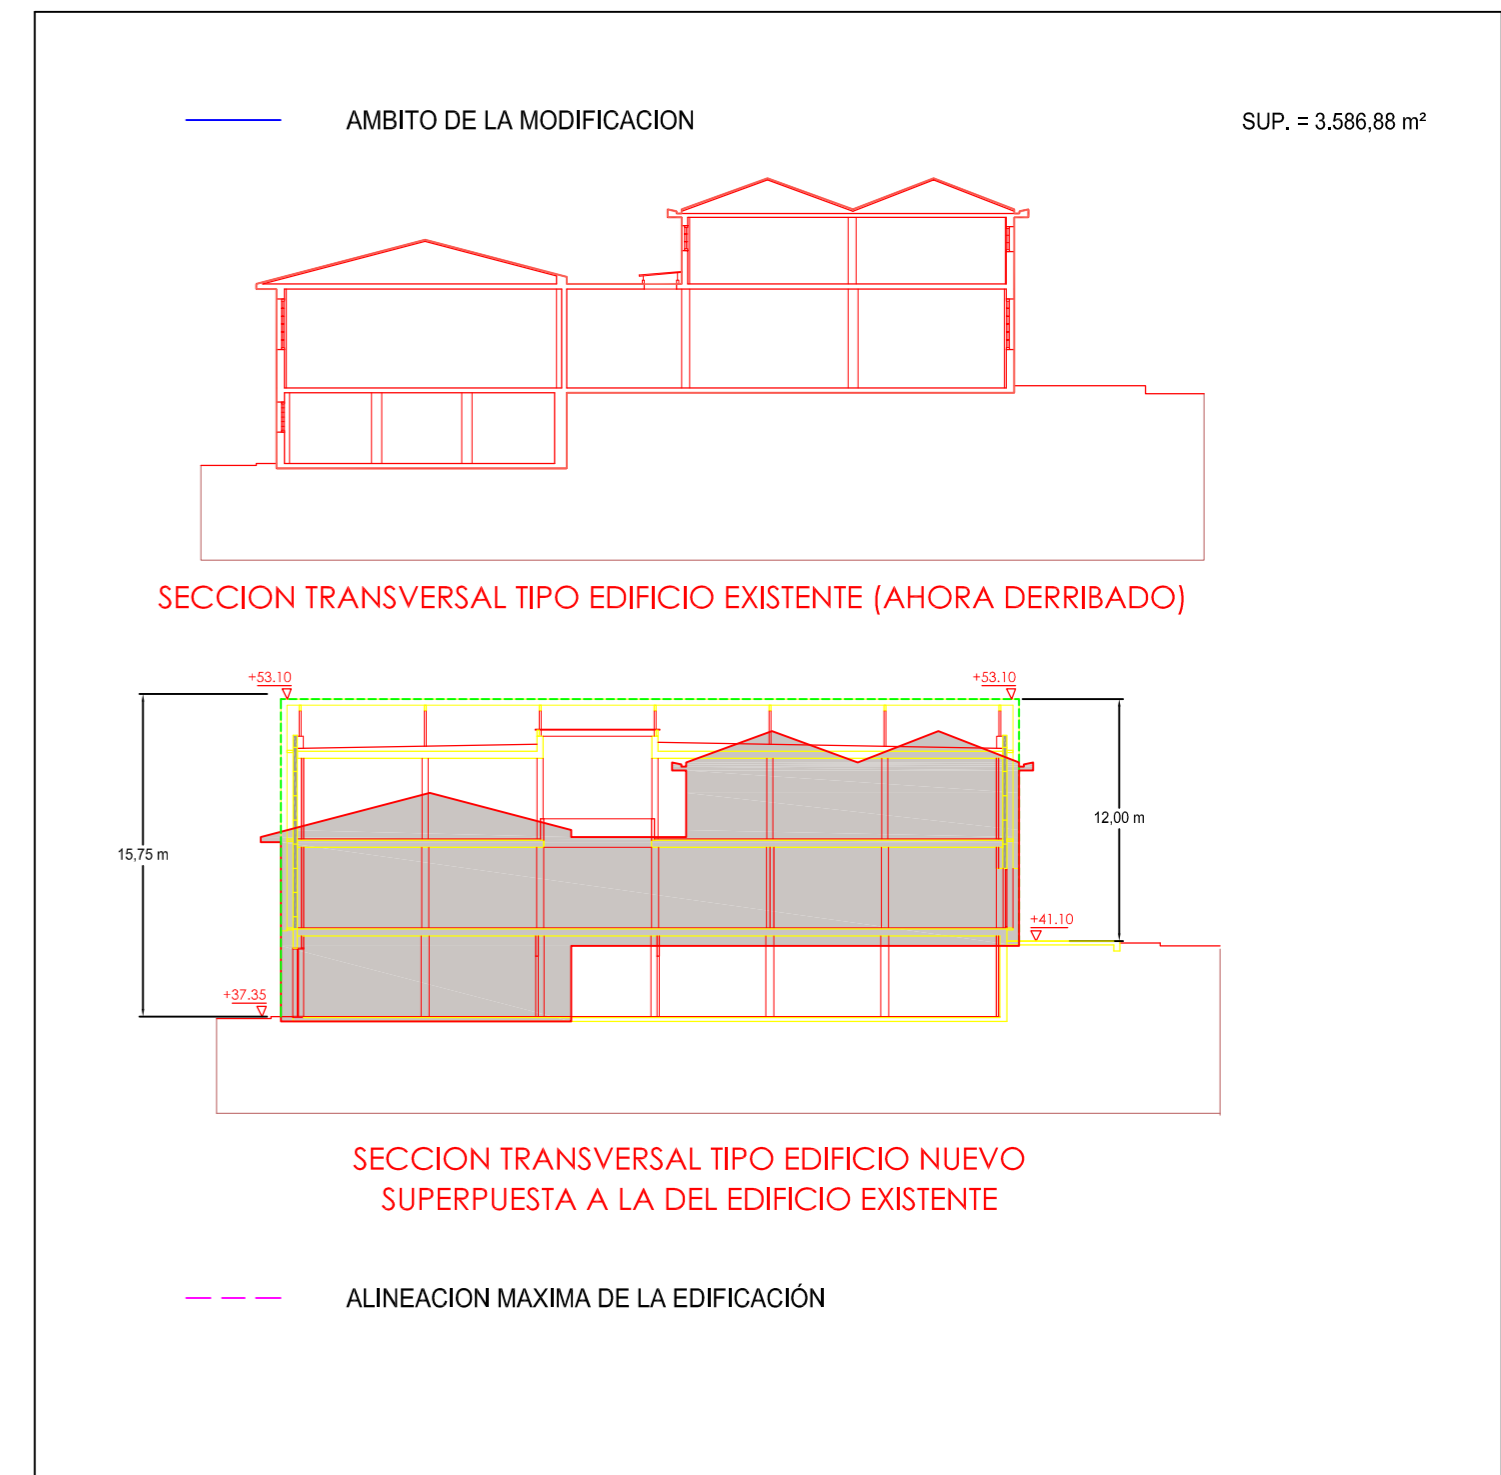 AMBITO DE LA MODIFICACION
SUP. = 3.586,88 m²
SECCION TRANSVERSAL TIPO EDIFICIO EXISTENTE (AHORA DERRIBADO)
+53.10
+53.10
15,75 m
12,00 m
+41.10
+37.35
SECCION TRANSVERSAL TIPO EDIFICIO NUEVO
SUPERPUESTA A LA DEL EDIFICIO EXISTENTE
ALINEACION MAXIMA DE LA EDIFICACIÓN